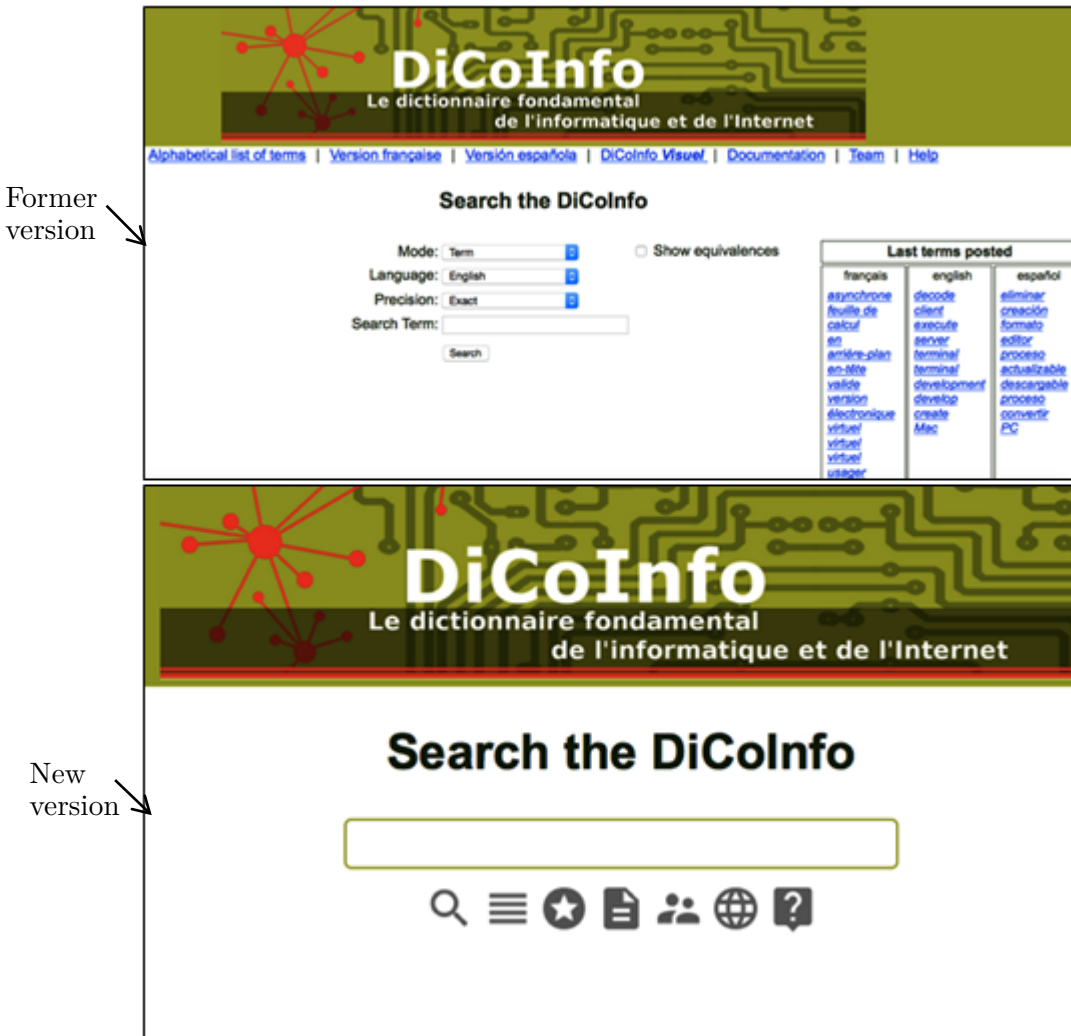 DiCoInfo
Le dictionnaire fondamental
de l'informatique et de l'Internet
Alphabetical list of terms | Version française | Versión española | DiCoInfo Visuel | Documentation | Team | Help
Former
version
Search the DiCoInfo
Mode: Term
Language: English
Precision: Exact
Search Term:
Search
Show equivalences
Last terms posted
français
asynchrone
feuille de
calcul
en
arrière-plan
en-tête
valide
version
électronique
virtuel
virtuel
virtuel
usager
english
decode
client
execute
server
terminal
terminal
development
develop
create
Mac
español
eliminar
creación
formato
editor
proceso
actualizable
descargable
proceso
convertir
PC
DiCoInfo
Le dictionnaire fondamental
de l'informatique et de l'Internet
New
version
Search the DiCoInfo